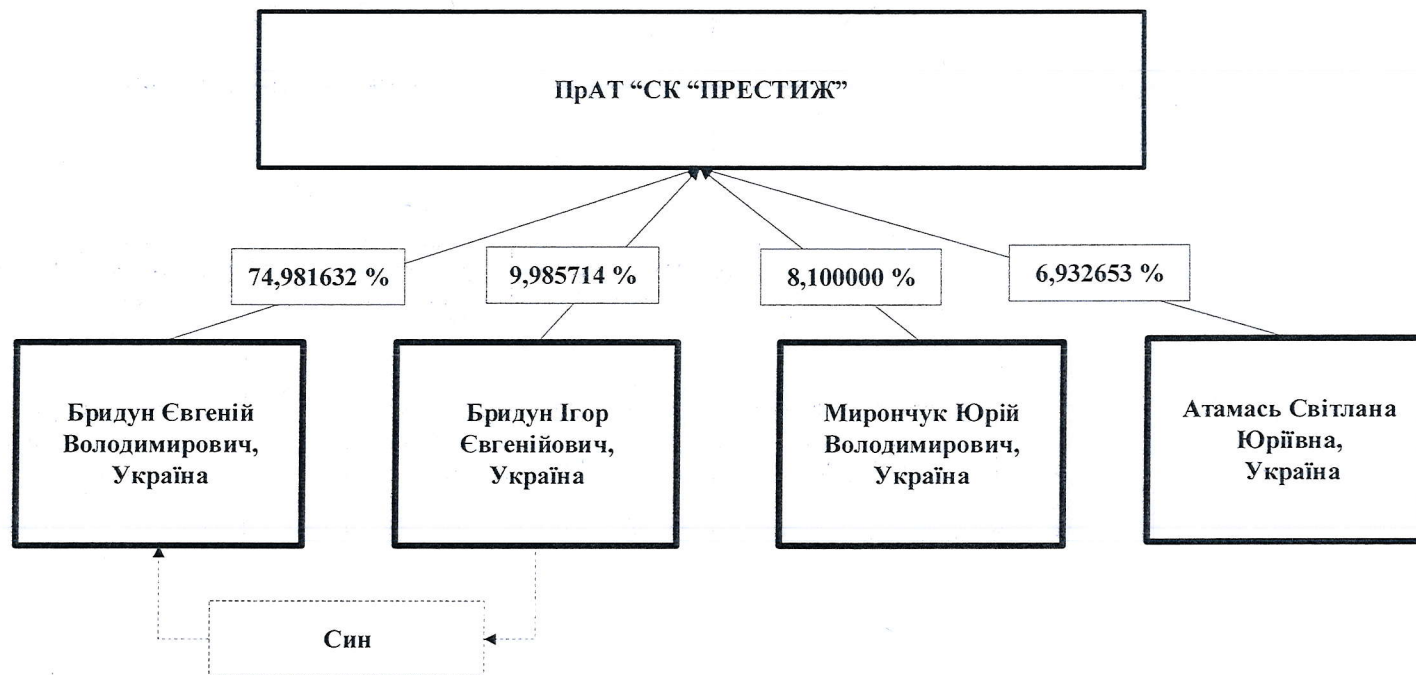 ПрАТ “СК “ПРЕСТИЖ”
74,981632 %
9,985714 %
8,100000 %
6,932653 %
Бридун Євгеній
Володимирович,
Україна
Бридун Ігор
Євгенійович,
Україна
Мирончук Юрій
Володимирович,
Україна
Атамась Світлана
Юріївна,
Україна
Син